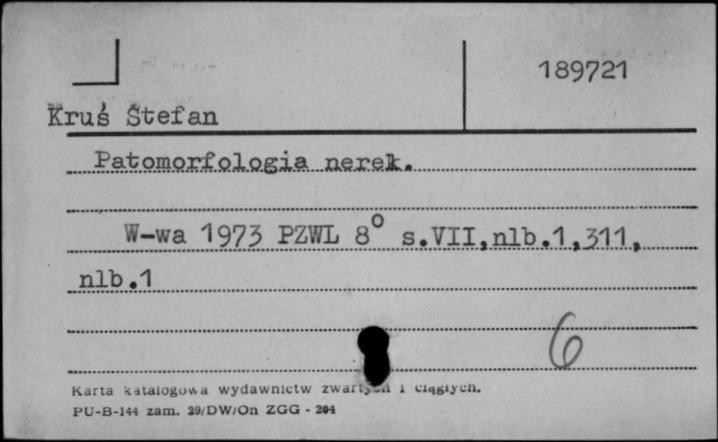 189721
Kruś Stefan
Patomorfologia nerek.
W-wa 1973 PZWL 8° s.VII,nlb.1,311,
nlb.1
6
Karta katalogowa wydawnictw zwartych i ciągłych.
PU-B-144 zam. 29/DW/On ZGG - 204